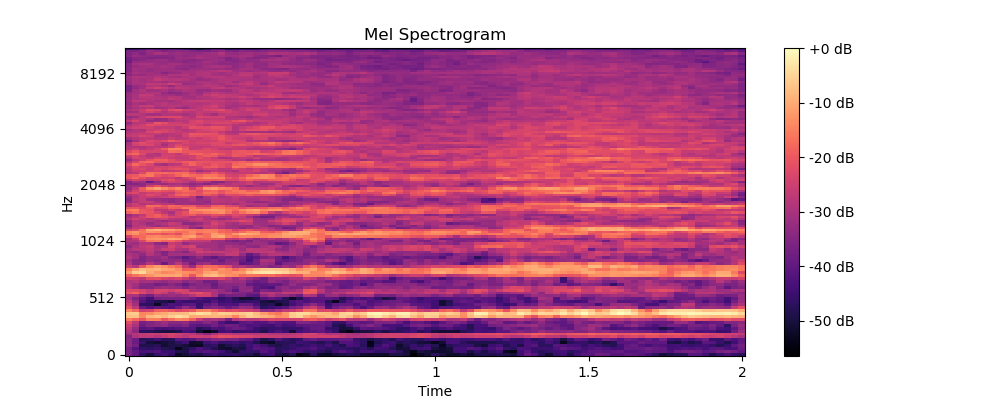 Mel Spectrogram
Hz
8192
4096
2048
1024
512
0
0 0.5 1 1.5 2
Time
+0 dB
-10 dB
-20 dB
-30 dB
-40 dB
-50 dB